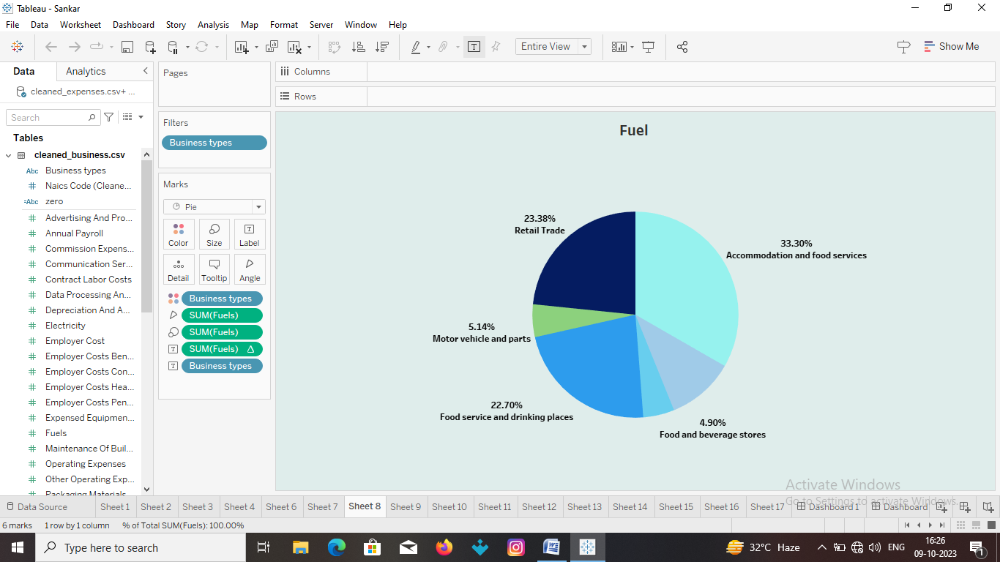 Tableau - Sankar
File Data Worksheet Dashboard Story Analysis Map Format Server Window Help
Entire View
Show Me
Data Analytics
cleaned_expenses.csv+ ...
Search
Tables
cleaned_business.csv
Abc Business types
Naics Code (Cleane...
=Abc zero
Advertising And Pro...
Annual Payroll
Commission Expens...
Communication Ser...
Contract Labor Costs
Data Processing An...
Depreciation And A...
Electricity
Employer Cost
Employer Costs Ben...
Employer Costs Con...
Employer Costs Hea...
Employer Costs Pen...
Expensed Equipmen...
Fuels
Maintenance Of Buil...
Operating Expenses
Other Operating Exp...
Packaging Materials
Pages
Filters
Business types
Marks
Pie
Color Size Label
Detail Tooltip Angle
Business types
SUM(Fuels)
SUM(Fuels)
SUM(Fuels) Δ
Business types
Columns
Rows
Fuel
23.38%
Retail Trade
33.30%
Accommodation and food services
5.14%
Motor vehicle and parts
22.70%
Food service and drinking places
4.90%
Food and beverage stores
Activate Windows
Go to Settings to activate Windows.
Data Source Sheet 1 Sheet 2 Sheet 3 Sheet 4 Sheet 6 Sheet 7 Sheet 8 Sheet 9 Sheet 10 Sheet 11 Sheet 12 Sheet 13 Sheet 14 Sheet 15 Sheet 16 Sheet 17 Dashboard 1 Dashboard
6 marks 1 row by 1 column % of Total SUM(Fuels): 100.00%
Type here to search
32°C Haze
ENG
16:26
09-10-2023
1